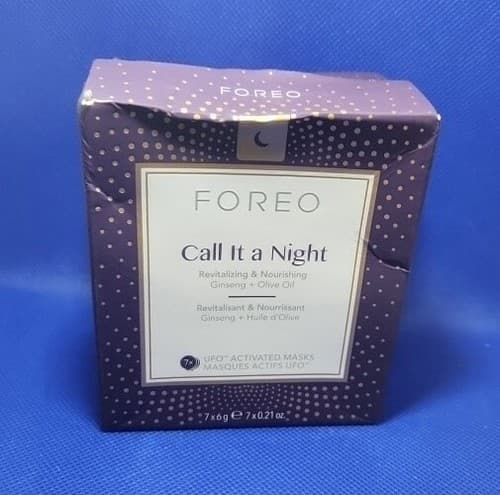 FOREO
FOREO
Call It a Night
Revitalizing & Nourishing
Ginseng + Olive Oil
Revitalisant & Nourrissant
Ginseng + Huile d'Olive
7x UFO™ ACTIVATED MASKS
MASQUES ACTIFS UFO™
7 x 6 g ℮ 7 x 0.21 oz.